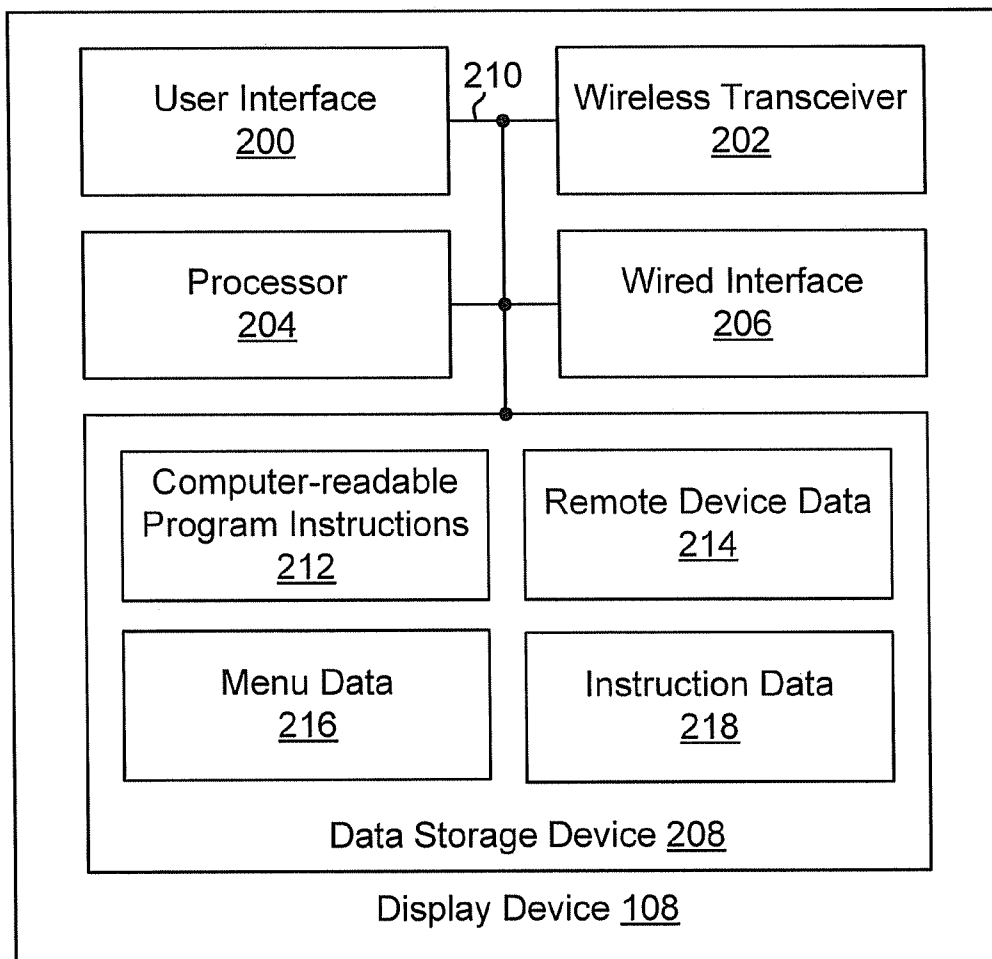 User Interface
200
210
Wireless Transceiver
202
Processor
204
Wired Interface
206
Computer-readable
Program Instructions
212
Remote Device Data
214
Menu Data
216
Instruction Data
218
Data Storage Device 208
Display Device 108